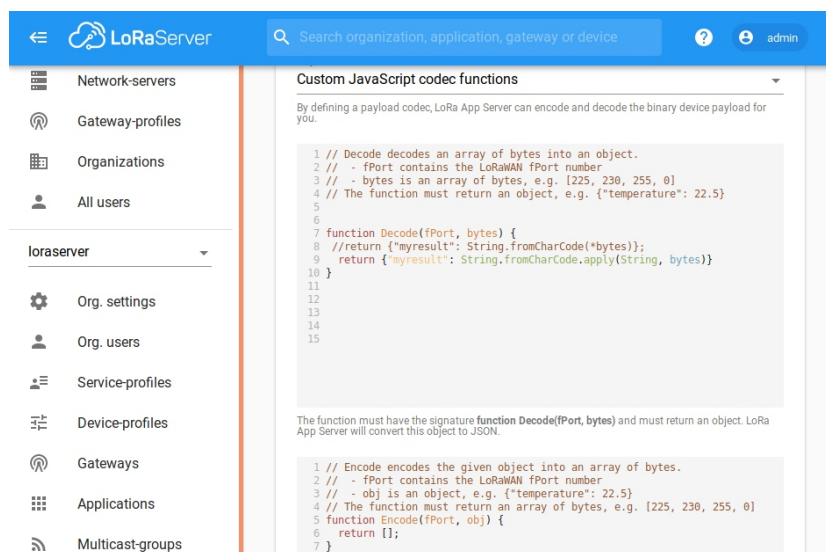 LoRaServer
Search organization, application, gateway or device
?
admin
Network-servers
Gateway-profiles
Organizations
All users
loraserver
Org. settings
Org. users
Service-profiles
Device-profiles
Gateways
Applications
Multicast-groups
Custom JavaScript codec functions
By defining a payload codec, LoRa App Server can encode and decode the binary device payload for
you.
1 // Decode decodes an array of bytes into an object.
2 //  - fPort contains the LoRaWAN fPort number
3 //  - bytes is an array of bytes, e.g. [225, 230, 255, 0]
4 // The function must return an object, e.g. {"temperature": 22.5}
5
6
7 function Decode(fPort, bytes) {
8  //return {"myresult": String.fromCharCode(*bytes)};
9   return {"myresult": String.fromCharCode.apply(String, bytes)}
10 }
11
12
13
14
15
The function must have the signature function Decode(fPort, bytes) and must return an object. LoRa
App Server will convert this object to JSON.
1 // Encode encodes the given object into an array of bytes.
2 //  - fPort contains the LoRaWAN fPort number
3 //  - obj is an object, e.g. {"temperature": 22.5}
4 // The function must return an array of bytes, e.g. [225, 230, 255, 0]
5 function Encode(fPort, obj) {
6   return [];
7 }